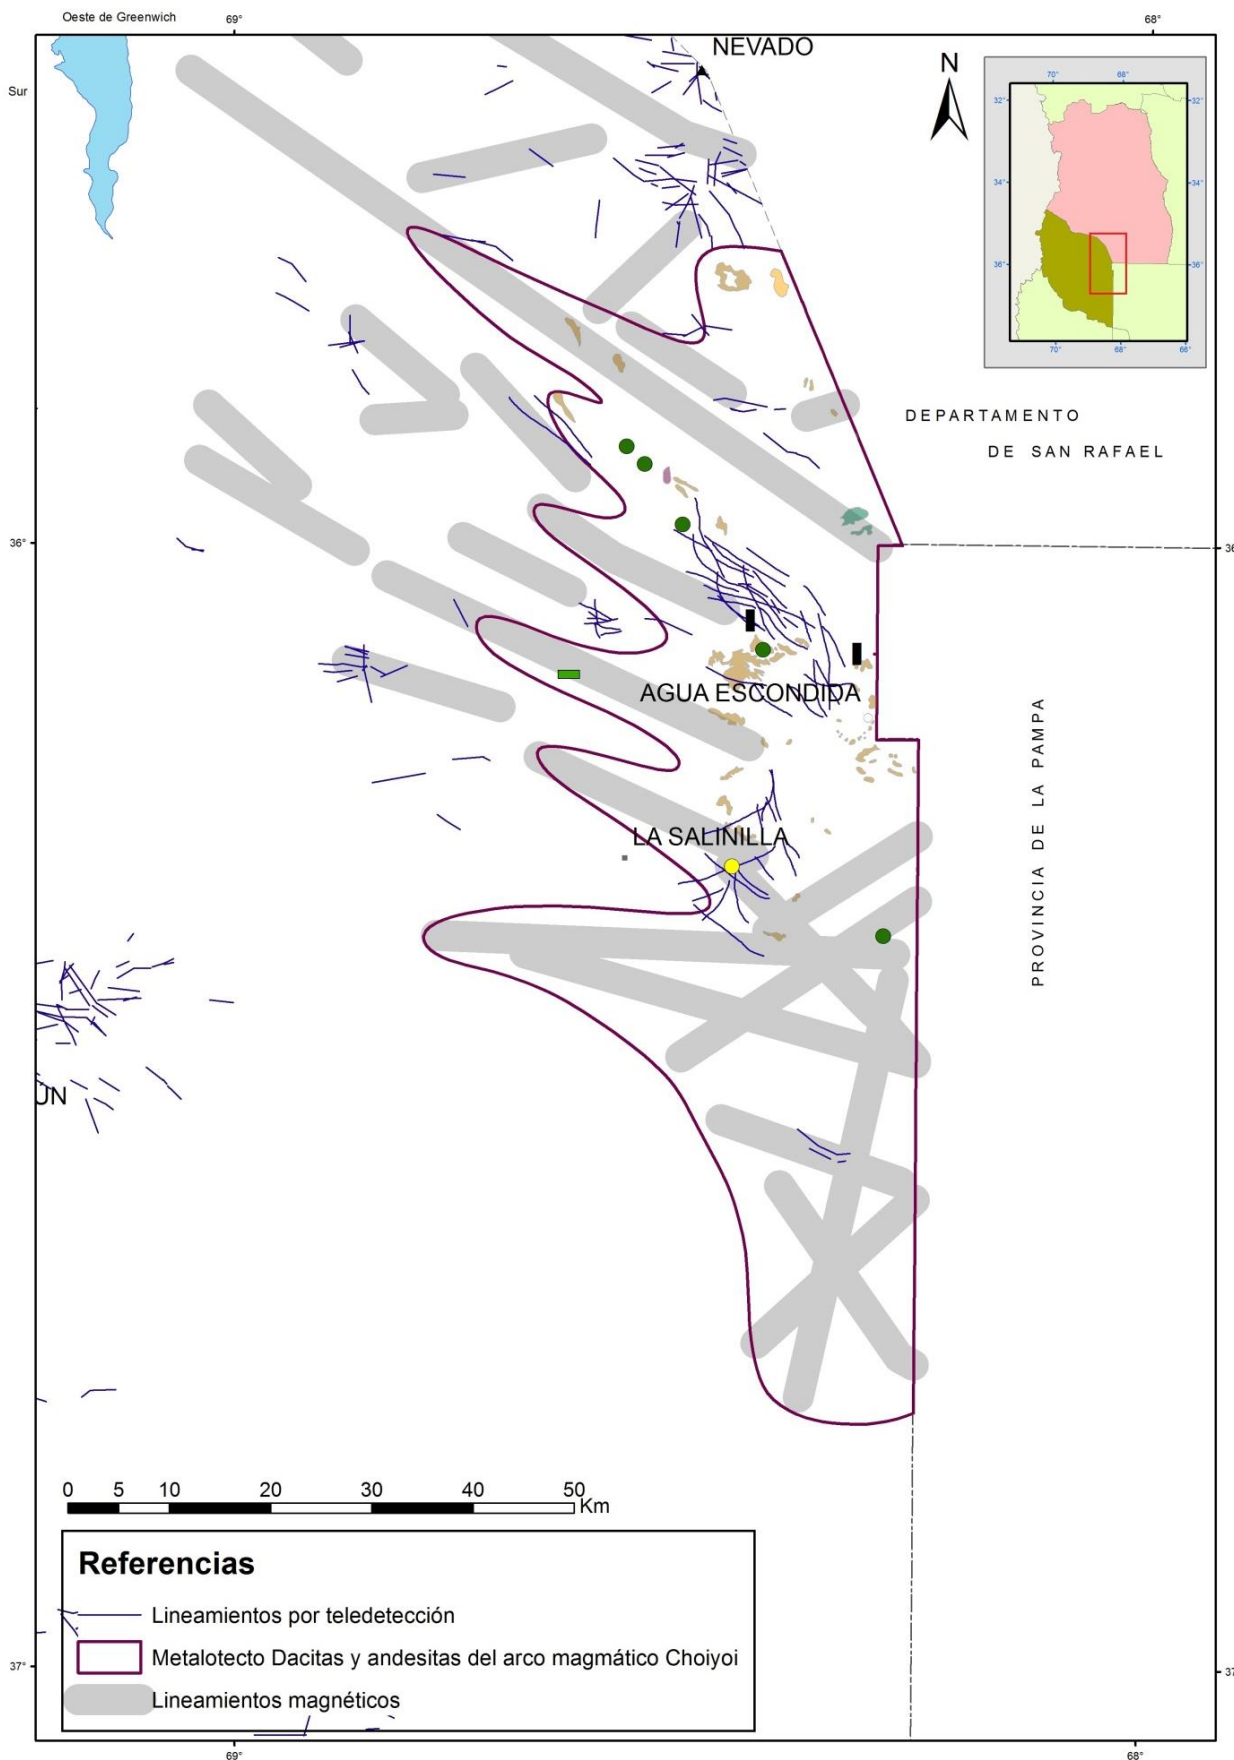 Oeste de Greenwich
69°
68°
Sur
NEVADO
N
70°
68°
32°
32°
34°
34°
36°
36°
70°
68°
66°
DEPARTAMENTO
DE SAN RAFAEL
36°
36
AGUA ESCONDIDA
PROVINCIA DE LA PAMPA
LA SALINILLA
UN
0 5 10 20 30 40 50
Km
Referencias
Lineamientos por teledetección
Metalotecto Dacitas y andesitas del arco magmático Choiyoi
Lineamientos magnéticos
37°
37
69°
68°